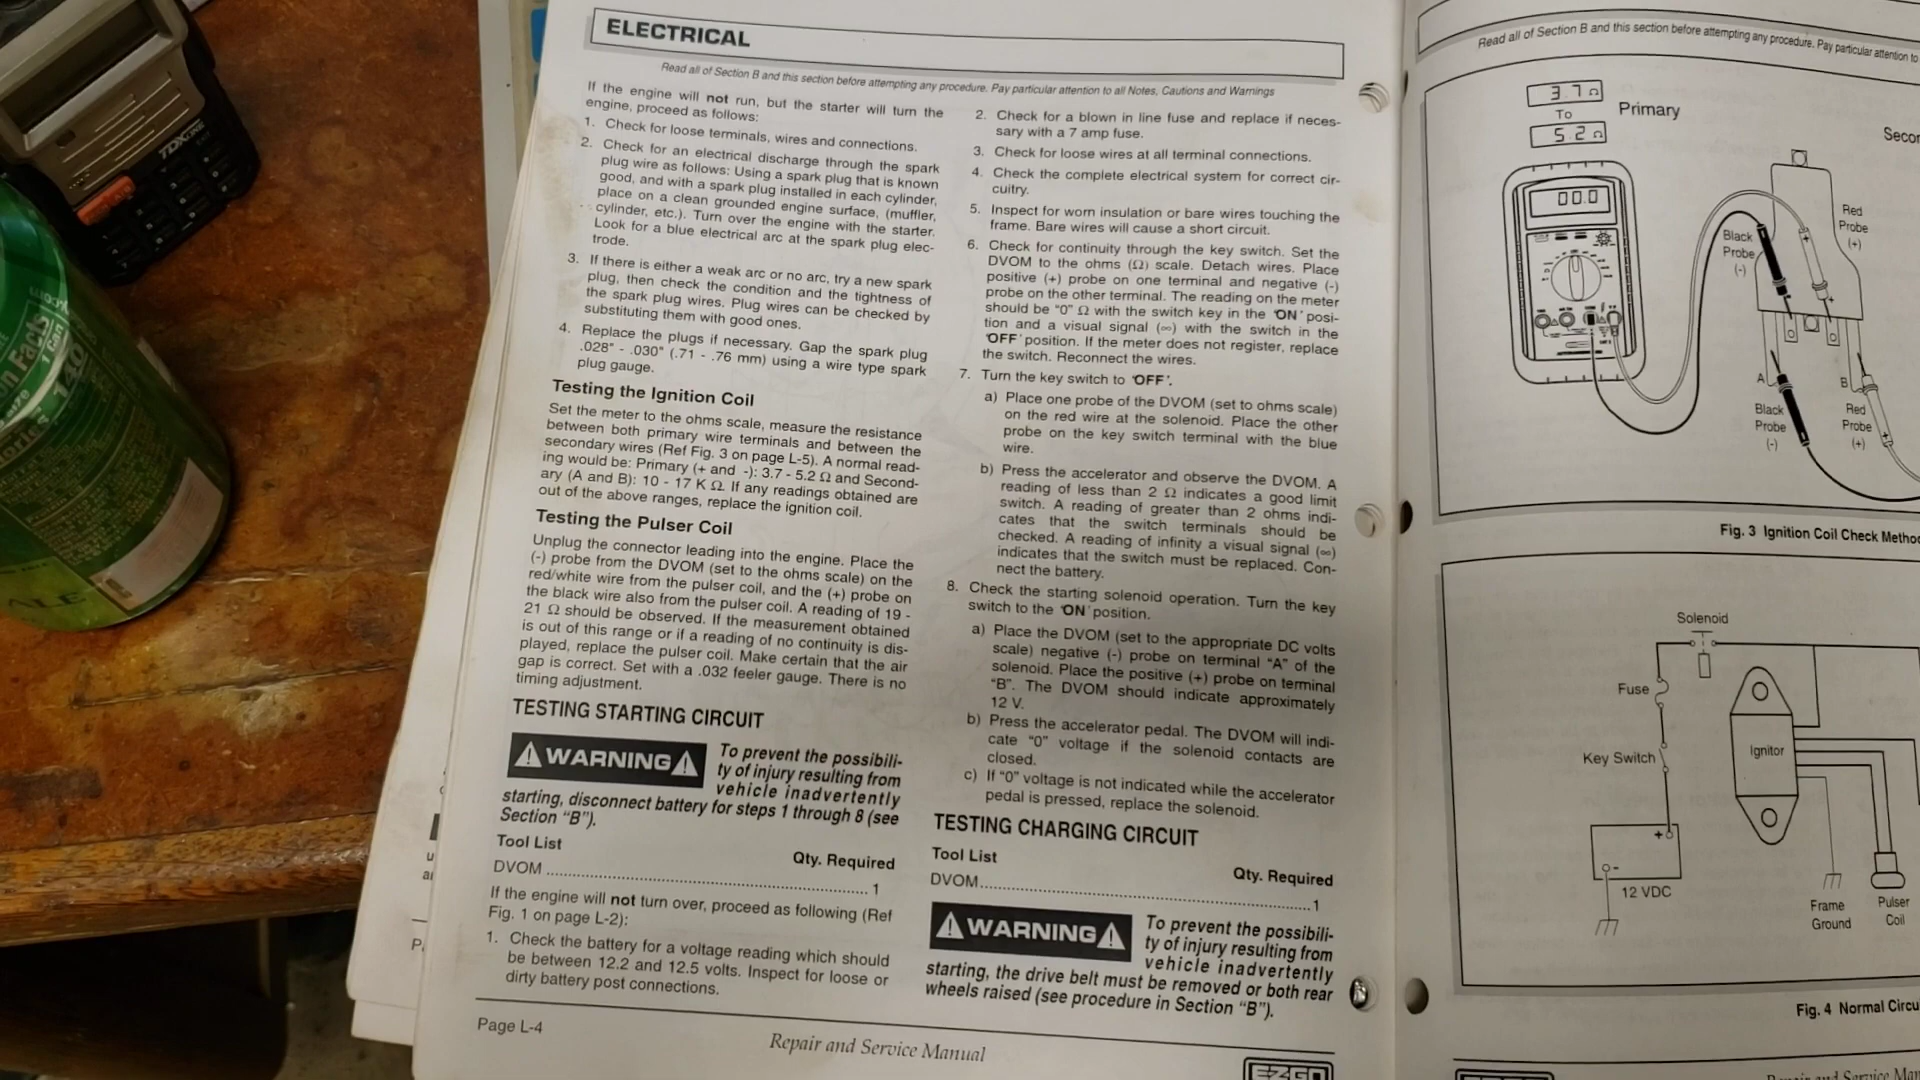 ELECTRICAL
Read all of Section B and this section before attempting any procedure. Pay particular attention to all Notes, Cautions and Warnings
If the engine will not run, but the starter will turn the
engine, proceed as follows:
1. Check for loose terminals, wires and connections.
2. Check for an electrical discharge through the spark
plug wire as follows: Using a spark plug that is known
good, and with a spark plug installed in each cylinder,
place on a clean grounded engine surface, (muffler,
cylinder, etc.). Turn over the engine with the starter.
Look for a blue electrical arc at the spark plug elec-
trode.
3. If there is either a weak arc or no arc, try a new spark
plug, then check the condition and the tightness of
the spark plug wires. Plug wires can be checked by
substituting them with good ones.
4. Replace the plugs if necessary. Gap the spark plug
.028" - .030" (.71 - .76 mm) using a wire type spark
plug gauge.
Testing the Ignition Coil
Set the meter to the ohms scale, measure the resistance
between both primary wire terminals and between the
secondary wires (Ref Fig. 3 on page L-5). A normal read-
ing would be: Primary (+ and -): 3.7 - 5.2 Ω and Second-
ary (A and B): 10 - 17 K Ω. If any readings obtained are
out of the above ranges, replace the ignition coil.
Testing the Pulser Coil
Unplug the connector leading into the engine. Place the
(-) probe from the DVOM (set to the ohms scale) on the
red/white wire from the pulser coil, and the (+) probe on
the black wire also from the pulser coil. A reading of 19 -
21 Ω should be observed. If the measurement obtained
is out of this range or if a reading of no continuity is dis-
played, replace the pulser coil. Make certain that the air
gap is correct. Set with a .032 feeler gauge. There is no
timing adjustment.
TESTING STARTING CIRCUIT
WARNING To prevent the possibili-
ty of injury resulting from
vehicle inadvertently
starting, disconnect battery for steps 1 through 8 (see
Section "B").
Tool List Qty. Required
DVOM .......... 1
If the engine will not turn over, proceed as following (Ref
Fig. 1 on page L-2):
1. Check the battery for a voltage reading which should
be between 12.2 and 12.5 volts. Inspect for loose or
dirty battery post connections.
2. Check for a blown in line fuse and replace if neces-
sary with a 7 amp fuse.
3. Check for loose wires at all terminal connections.
4. Check the complete electrical system for correct cir-
cuitry.
5. Inspect for worn insulation or bare wires touching the
frame. Bare wires will cause a short circuit.
6. Check for continuity through the key switch. Set the
DVOM to the ohms (Ω) scale. Detach wires. Place
positive (+) probe on one terminal and negative (-)
probe on the other terminal. The reading on the meter
should be "0" Ω with the switch key in the 'ON' posi-
tion and a visual signal (∞) with the switch in the
'OFF' position. If the meter does not register, replace
the switch. Reconnect the wires.
7. Turn the key switch to 'OFF'.
a) Place one probe of the DVOM (set to ohms scale)
on the red wire at the solenoid. Place the other
probe on the key switch terminal with the blue
wire.
b) Press the accelerator and observe the DVOM. A
reading of less than 2 Ω indicates a good limit
switch. A reading of greater than 2 ohms indi-
cates that the switch terminals should be
checked. A reading of infinity a visual signal (∞)
indicates that the switch must be replaced. Con-
nect the battery.
8. Check the starting solenoid operation. Turn the key
switch to the 'ON' position.
a) Place the DVOM (set to the appropriate DC volts
scale) negative (-) probe on terminal "A" of the
solenoid. Place the positive (+) probe on terminal
"B". The DVOM should indicate approximately
12 V.
b) Press the accelerator pedal. The DVOM will indi-
cate "0" voltage if the solenoid contacts are
closed.
c) If "0" voltage is not indicated while the accelerator
pedal is pressed, replace the solenoid.
TESTING CHARGING CIRCUIT
Tool List Qty. Required
DVOM.......... 1
WARNING To prevent the possibili-
ty of injury resulting from
vehicle inadvertently
starting, the drive belt must be removed or both rear
wheels raised (see procedure in Section "B").
Page L-4
Repair and Service Manual
EZGO
Read all of Section B and this section before attempting any procedure. Pay particular attention to
3.7 Ω
To
5.2 Ω
Primary
Secon
00.0
Black
Probe
(-)
Red
Probe
(+)
A
B
Black
Probe
(-)
Red
Probe
(+)
Fig. 3 Ignition Coil Check Metho
Solenoid
Fuse
Key Switch
Ignitor
+
-
12 VDC
Frame
Ground
Pulser
Coil
Fig. 4 Normal Circu
TDXONE
n Facts
1 Can
140
ALE